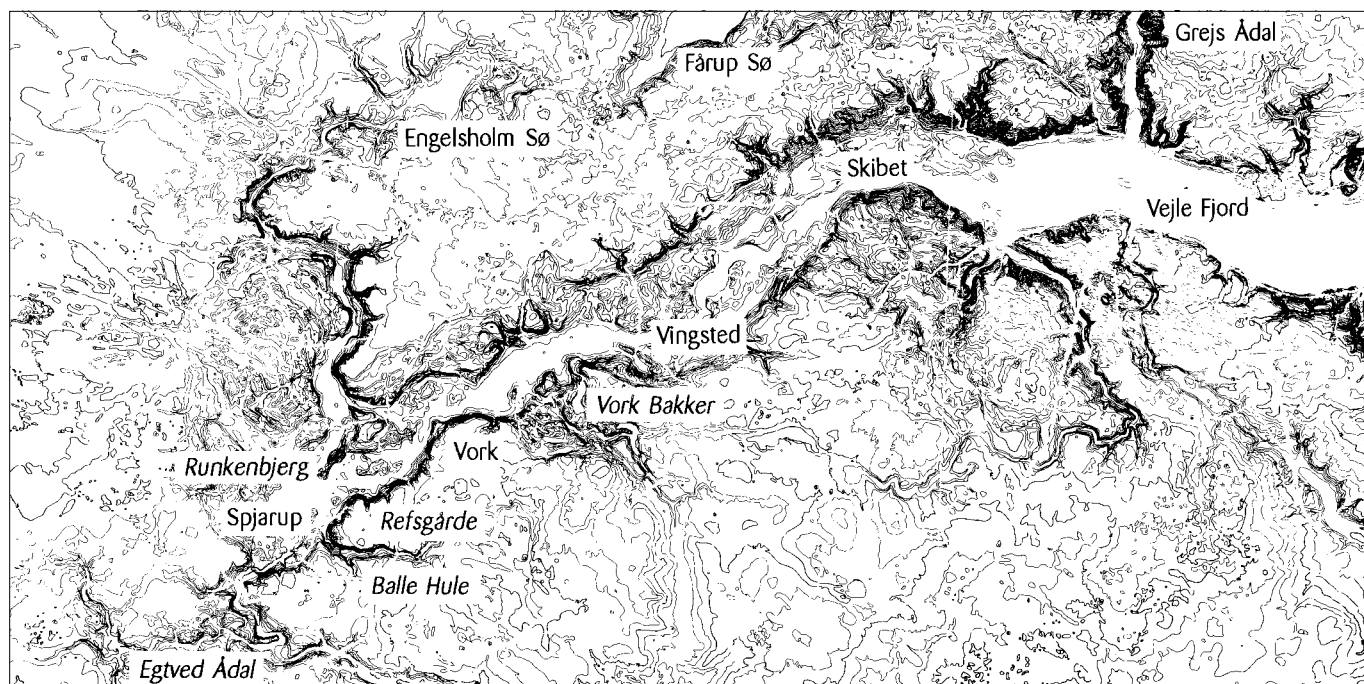 Grejs Ådal
Fårup Sø
Engelsholm Sø
Skibet
Vejle Fjord
Vingsted
Vork Bakker
Vork
Runkenbjerg
Spjarup
Refsgårde
Balle Hule
Egtved Ådal